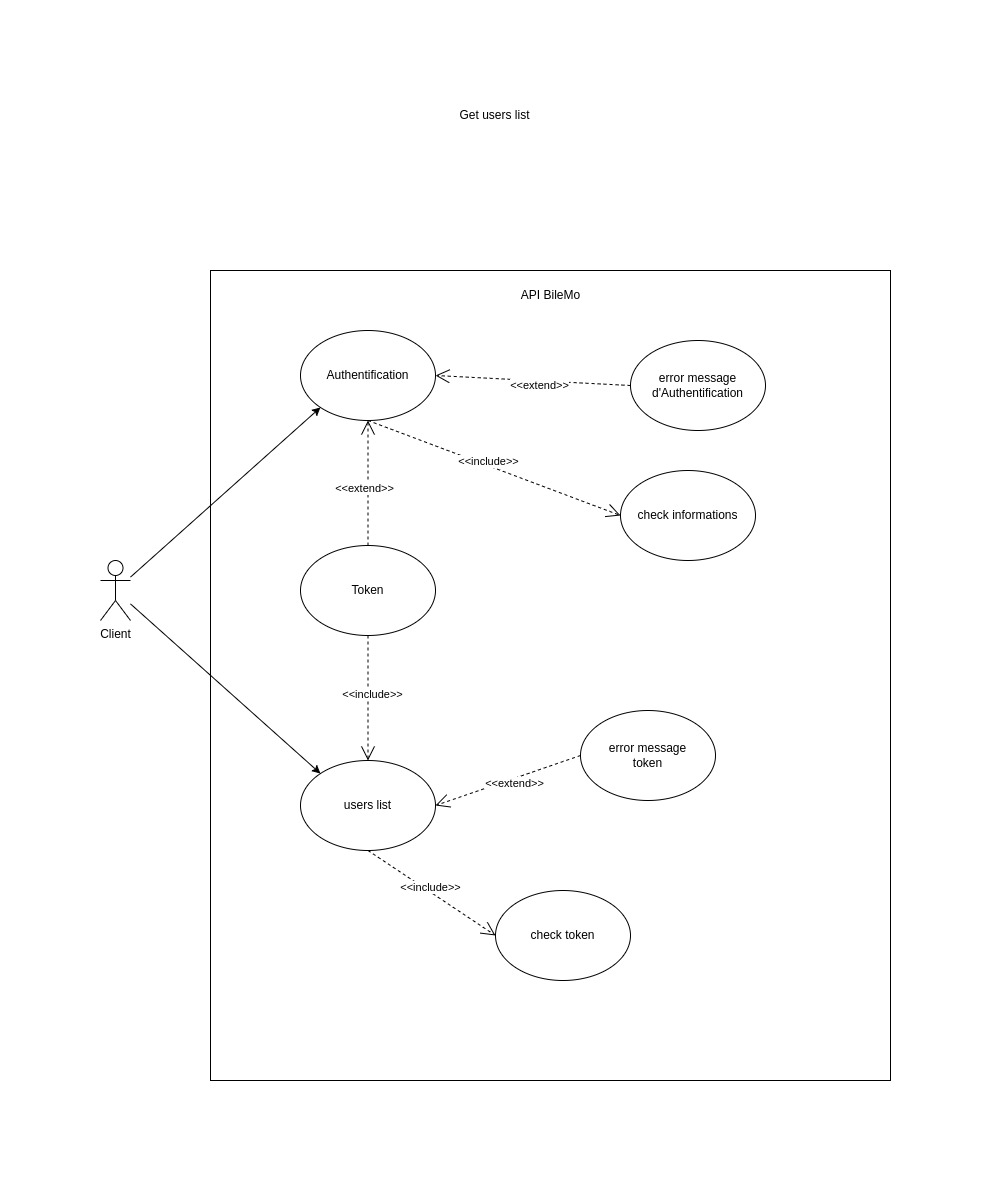 Get users list
API BileMo
Authentification
<<extend>>
error message
d'Authentification
<<include>>
<<extend>>
check informations
Token
Client
<<include>>
error message
token
<<extend>>
users list
<<include>>
check token